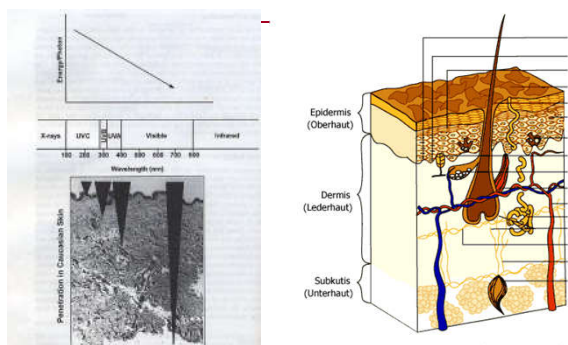 Energy/Photon
X-rays UVC UVB UVA Visible Infrared
100 200 300 400 500 600 700 800
Wavelength (nm)
Penetration in Caucasian Skin
Epidermis
(Oberhaut)
Dermis
(Lederhaut)
Subkutis
(Unterhaut)